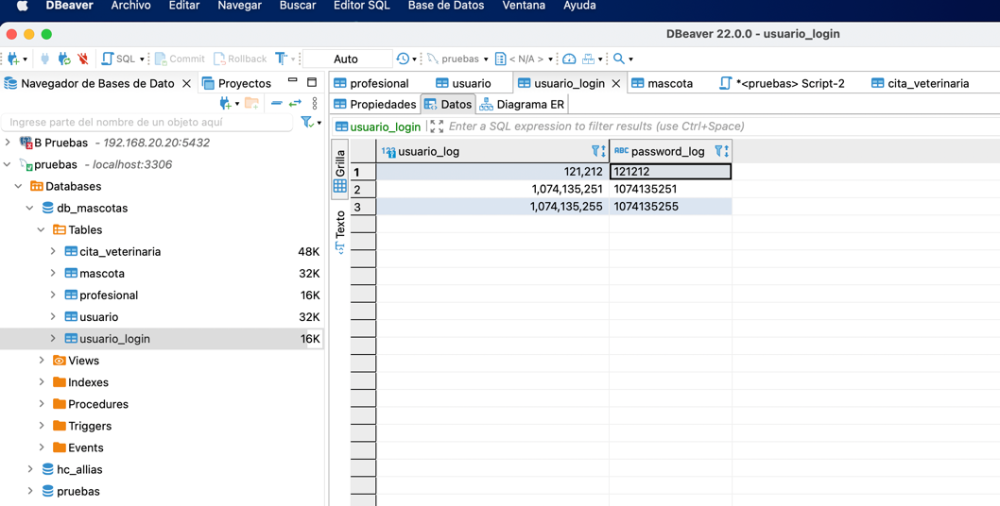 DBeaver Archivo Editar Navegar Buscar Editor SQL Base de Datos Ventana Ayuda
DBeaver 22.0.0 - usuario_login
SQL Commit Rollback T Auto pruebas < N/A >
Navegador de Bases de Dato Proyectos
profesional usuario usuario_login mascota *<pruebas> Script-2 cita_veterinaria
Propiedades Datos Diagrama ER
Ingrese parte del nombre de un objeto aquí
usuario_login Enter a SQL expression to filter results (use Ctrl+Space)
B Pruebas - 192.168.20.20:5432
pruebas - localhost:3306
Databases
db_mascotas
Tables
cita_veterinaria 48K
mascota 32K
profesional 16K
usuario 32K
usuario_login 16K
Views
Indexes
Procedures
Triggers
Events
hc_allias
pruebas
Grilla
Texto
123 usuario_log ABC password_log
1 121,212 121212
2 1,074,135,251 1074135251
3 1,074,135,255 1074135255